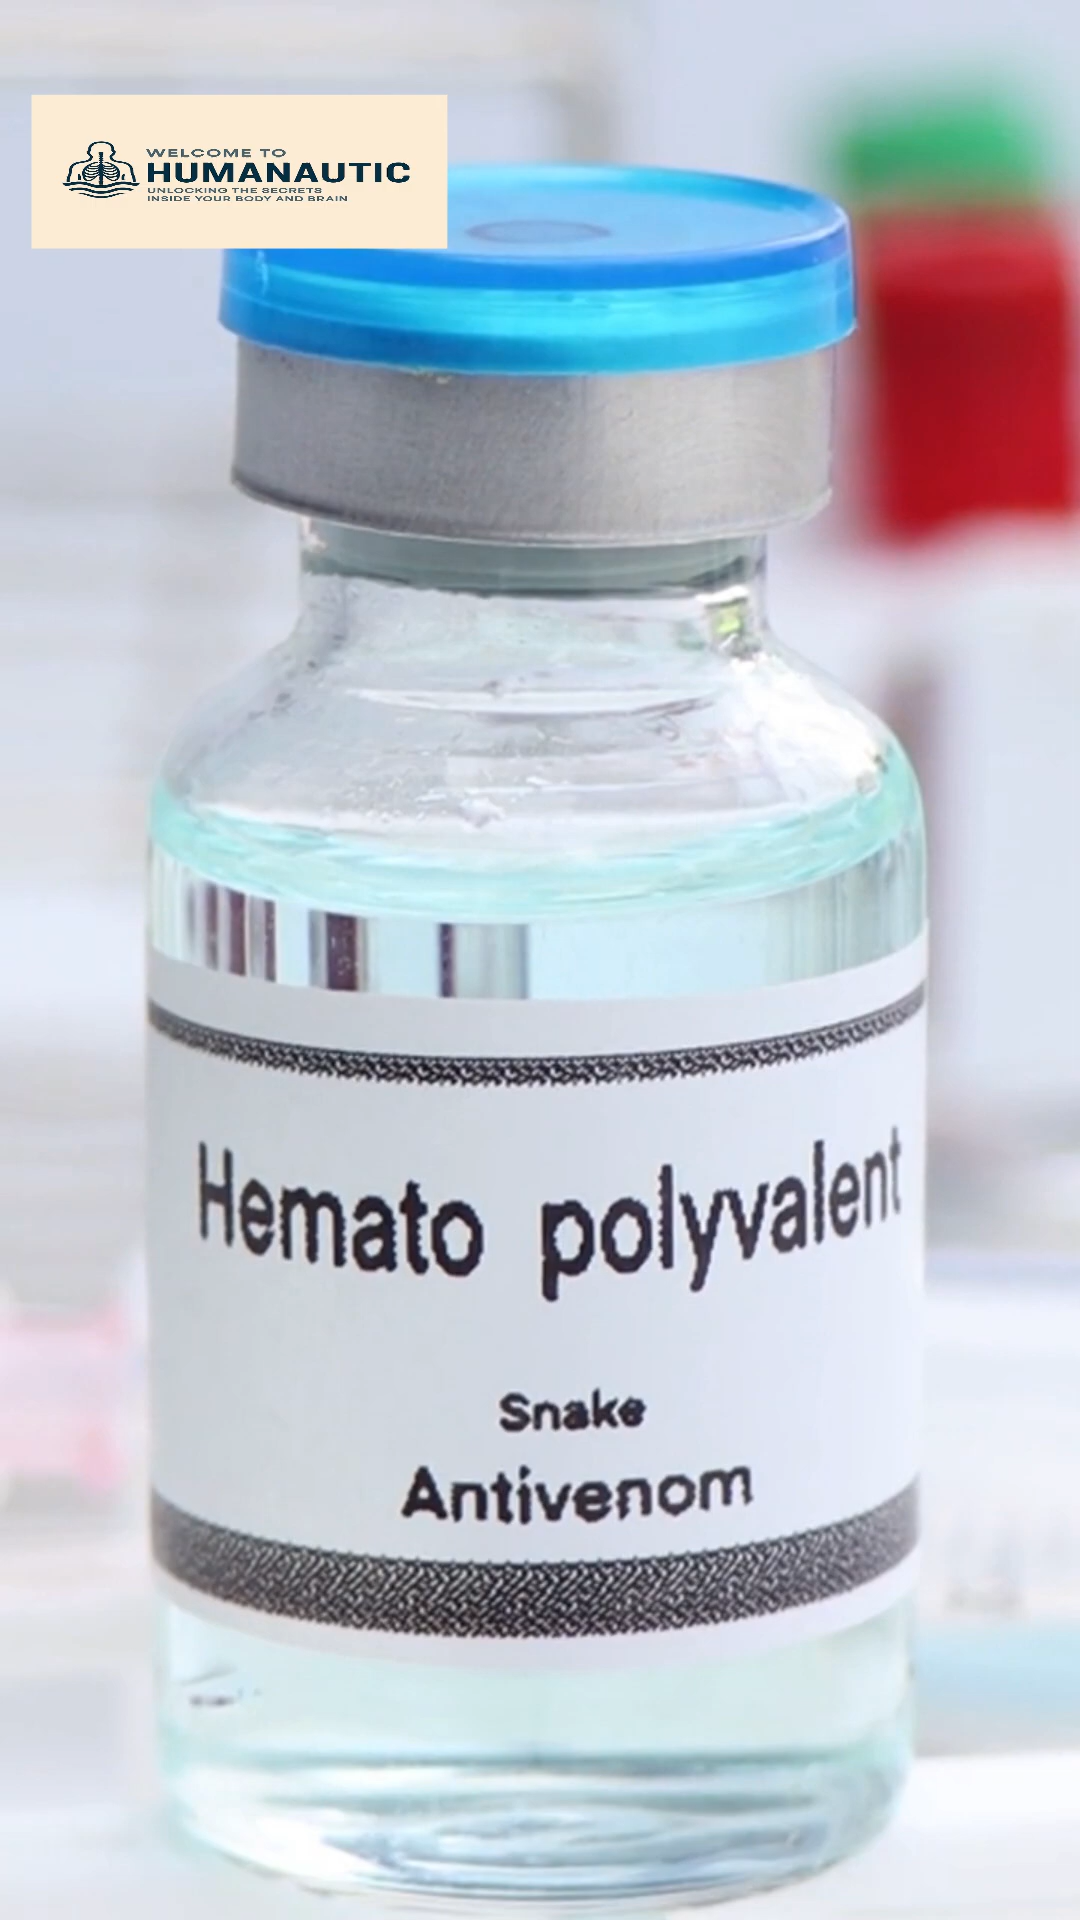 WELCOME TO
HUMANAUTIC
UNLOCKING THE SECRETS
INSIDE YOUR BODY AND BRAIN
Hemato polyvalent
Snake
Antivenom